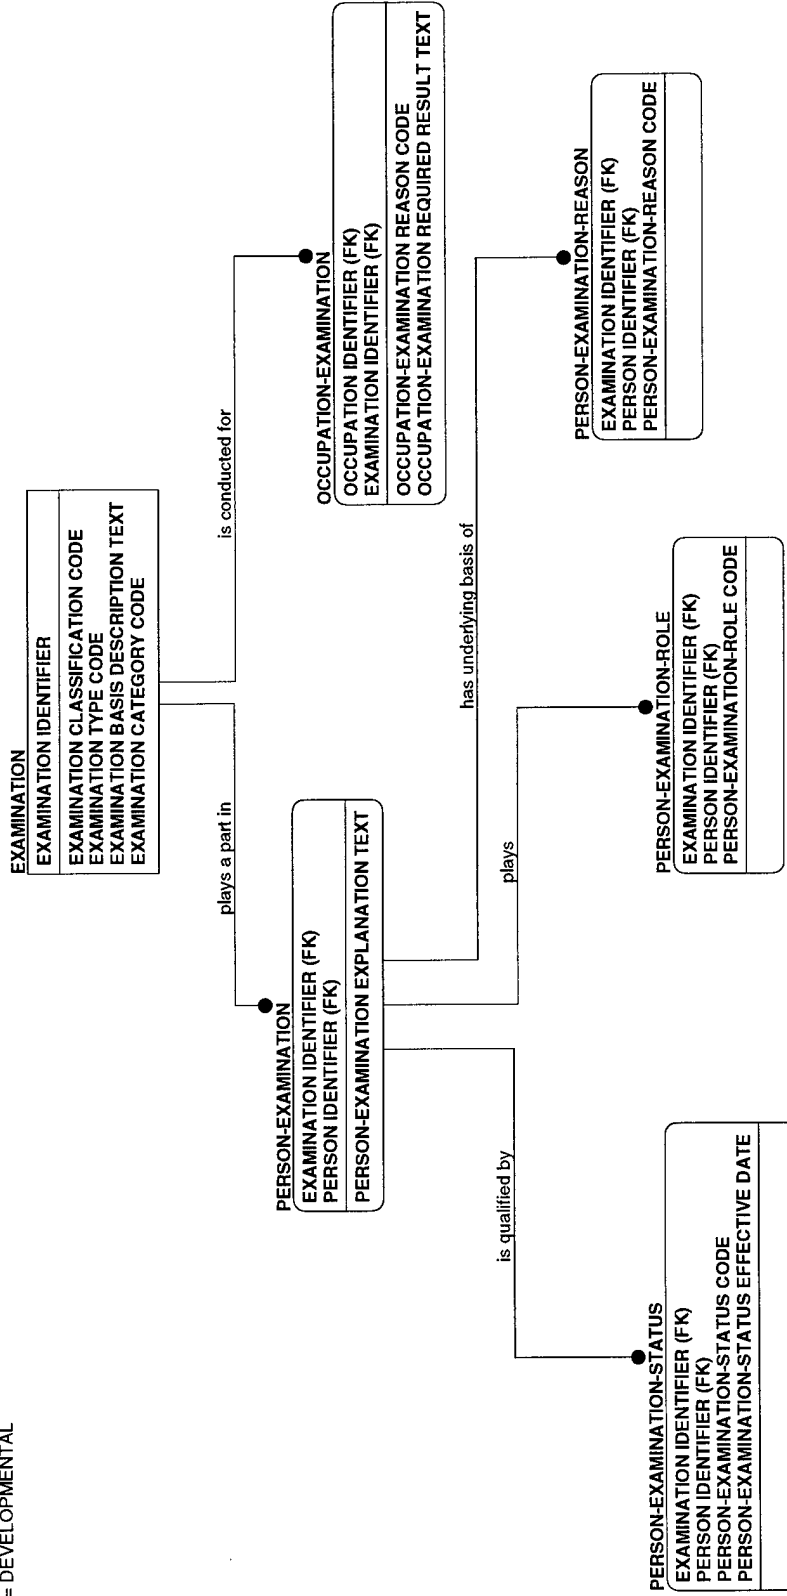 = DEVELOPMENTAL
EXAMINATION
EXAMINATION IDENTIFIER
EXAMINATION CLASSIFICATION CODE
EXAMINATION TYPE CODE
EXAMINATION BASIS DESCRIPTION TEXT
EXAMINATION CATEGORY CODE
plays a part in
is conducted for
PERSON-EXAMINATION
EXAMINATION IDENTIFIER (FK)
PERSON IDENTIFIER (FK)
PERSON-EXAMINATION EXPLANATION TEXT
OCCUPATION-EXAMINATION
OCCUPATION IDENTIFIER (FK)
EXAMINATION IDENTIFIER (FK)
OCCUPATION-EXAMINATION REASON CODE
OCCUPATION-EXAMINATION REQUIRED RESULT TEXT
is qualified by
plays
has underlying basis of
PERSON-EXAMINATION-STATUS
EXAMINATION IDENTIFIER (FK)
PERSON IDENTIFIER (FK)
PERSON-EXAMINATION-STATUS CODE
PERSON-EXAMINATION-STATUS EFFECTIVE DATE
PERSON-EXAMINATION-ROLE
EXAMINATION IDENTIFIER (FK)
PERSON IDENTIFIER (FK)
PERSON-EXAMINATION-ROLE CODE
PERSON-EXAMINATION-REASON
EXAMINATION IDENTIFIER (FK)
PERSON IDENTIFIER (FK)
PERSON-EXAMINATION-REASON CODE